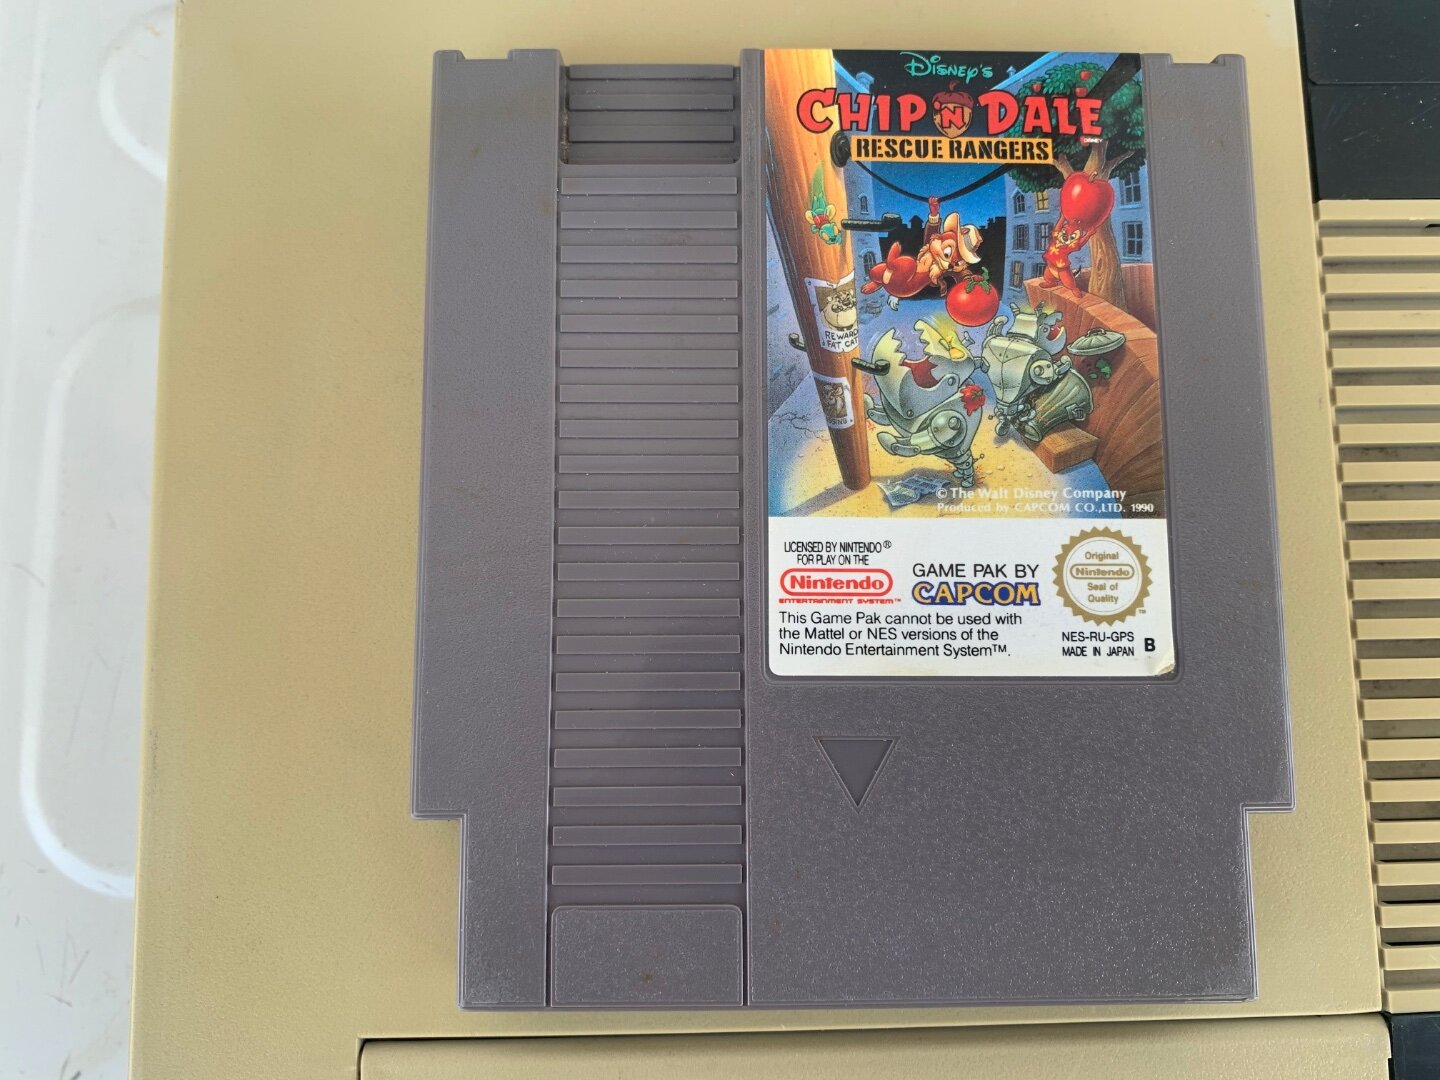 Disney's
CHIP 'N DALE
DISNEY
RESCUE RANGERS
REWARD
FAT CAT
© The Walt Disney Company
Produced by CAPCOM CO.,LTD. 1990
LICENSED BY NINTENDO®
FOR PLAY ON THE
Nintendo
ENTERTAINMENT SYSTEM™
GAME PAK BY
CAPCOM
This Game Pak cannot be used with
the Mattel or NES versions of the
Nintendo Entertainment System™.
Original
Nintendo
Seal of
Quality
TM
NES-RU-GPS
MADE IN JAPAN
B